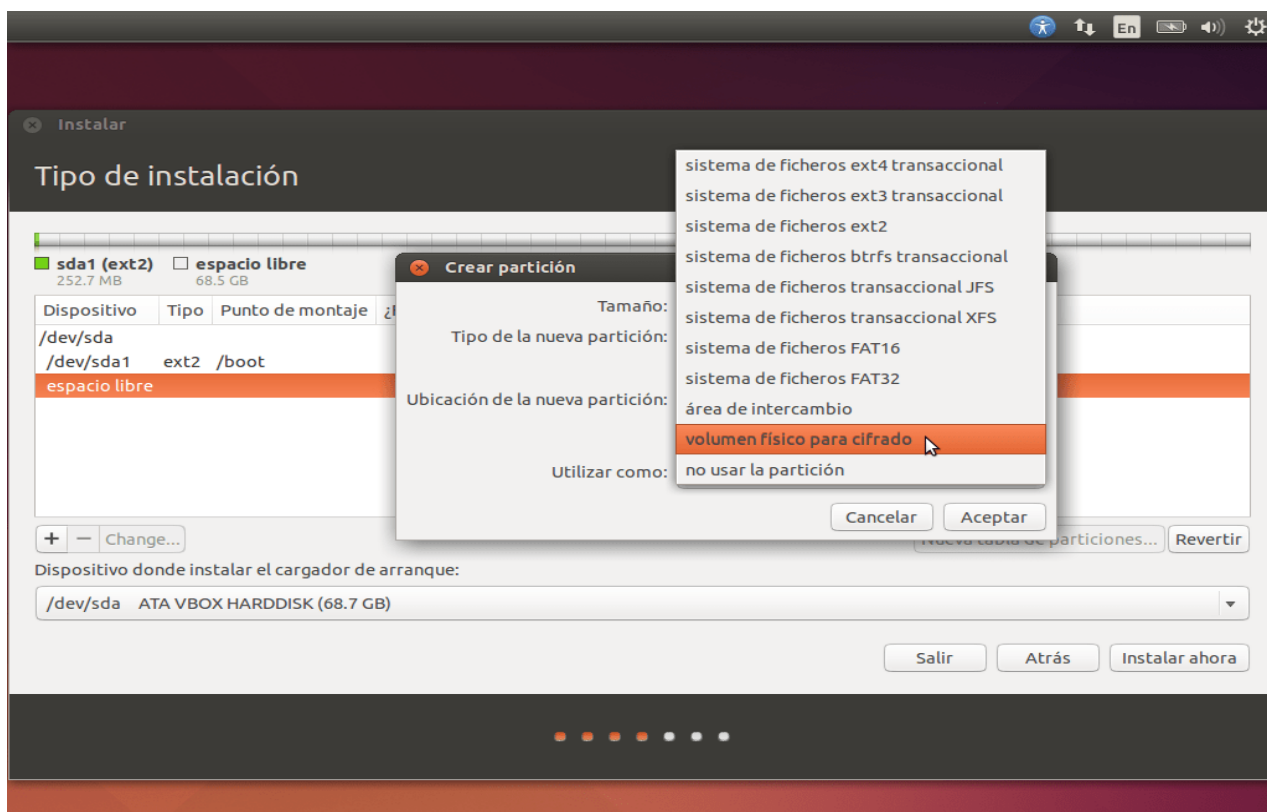 En
Instalar
Tipo de instalación
sda1 (ext2) espacio libre
252.7 MB 68.5 GB
Dispositivo Tipo Punto de montaje
/dev/sda
/dev/sda1 ext2 /boot
espacio libre
Crear partición
Tamaño:
Tipo de la nueva partición:
Ubicación de la nueva partición:
Utilizar como:
sistema de ficheros ext4 transaccional
sistema de ficheros ext3 transaccional
sistema de ficheros ext2
sistema de ficheros btrfs transaccional
sistema de ficheros transaccional JFS
sistema de ficheros transaccional XFS
sistema de ficheros FAT16
sistema de ficheros FAT32
área de intercambio
volumen físico para cifrado
no usar la partición
Cancelar Aceptar
+ − Change... Nueva tabla de particiones... Revertir
Dispositivo donde instalar el cargador de arranque:
/dev/sda ATA VBOX HARDDISK (68.7 GB)
Salir Atrás Instalar ahora